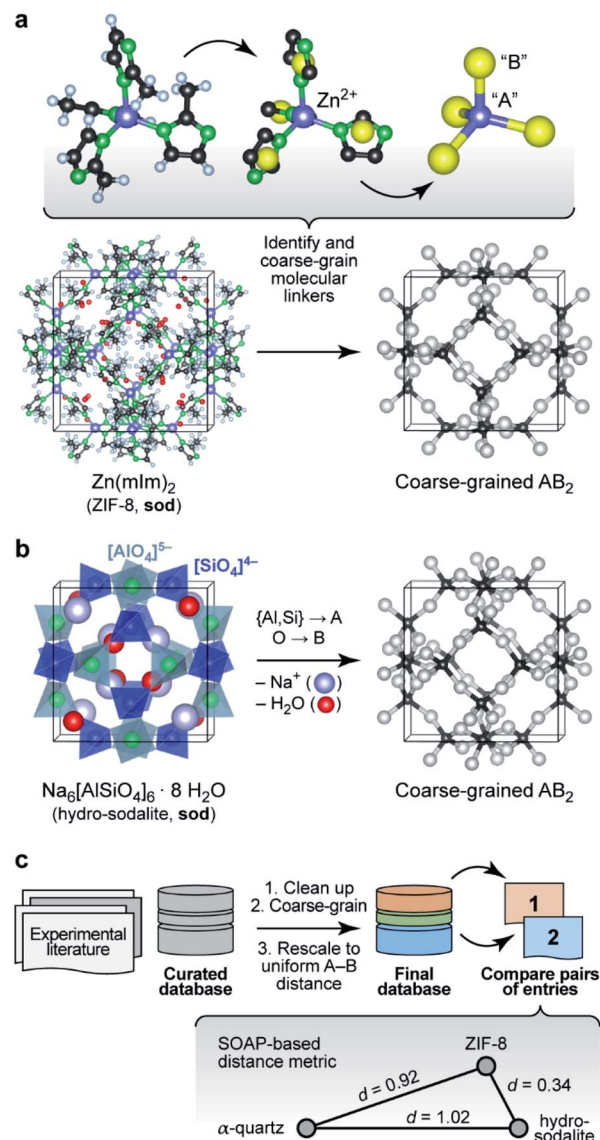 a
"B"
"A"
Zn²⁺
Identify and
coarse-grain
molecular
linkers
Zn(mIm)₂
(ZIF-8, sod)
Coarse-grained AB₂
b
[AlO₄]⁵⁻
[SiO₄]⁴⁻
{Al,Si} → A
O → B
– Na⁺ ( )
– H₂O ( )
Na₆[AlSiO₄]₆ · 8 H₂O
(hydro-sodalite, sod)
Coarse-grained AB₂
c
Experimental
literature
Curated
database
1. Clean up
2. Coarse-grain
3. Rescale to
uniform A–B
distance
Final
database
1
2
Compare pairs
of entries
SOAP-based
distance metric
ZIF-8
d = 0.92
d = 0.34
d = 1.02
α-quartz
hydro-
sodalite